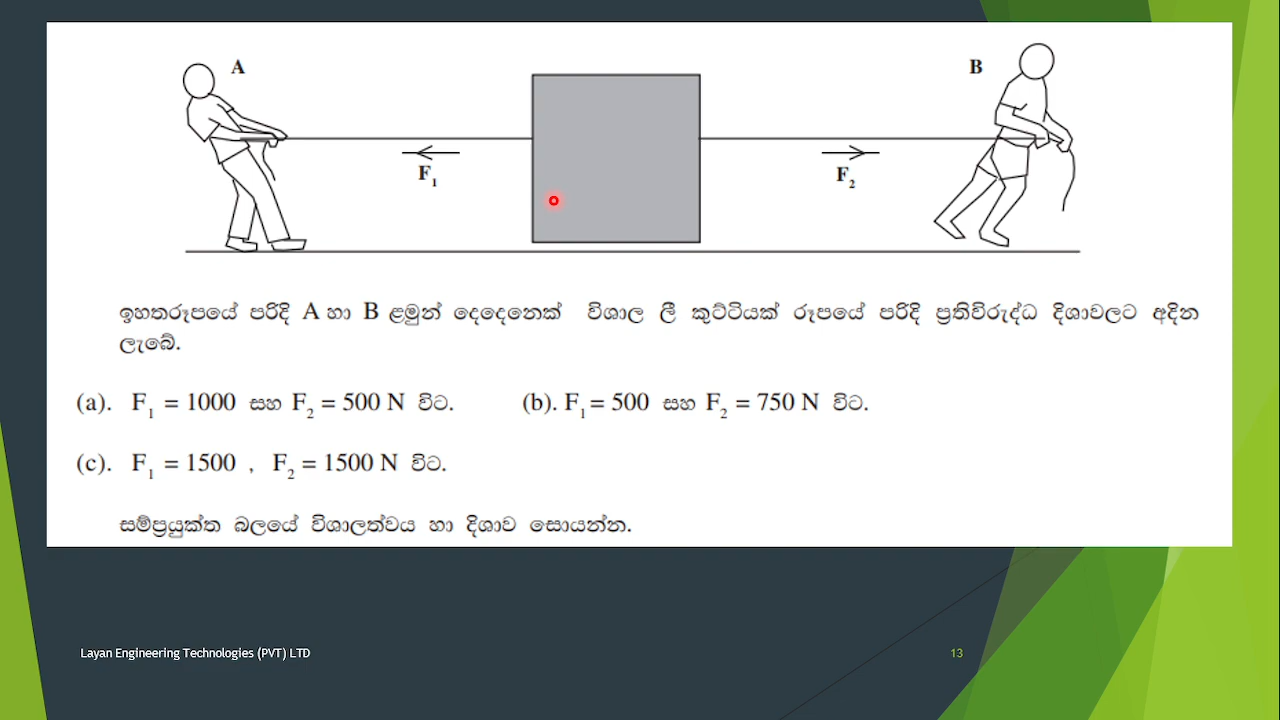 A
B
F₁
F₂
ඉහතරූපයේ පරිදි A හා B ළමුන් දෙදෙනෙක් විශාල ලී කුට්ටියක් රූපයේ පරිදි ප්‍රතිවිරුද්ධ දිශාවලට අදින
ලැබේ.
(a). F₁ = 1000 සහ F₂ = 500 N විට. (b). F₁ = 500 සහ F₂ = 750 N විට.
(c). F₁ = 1500 , F₂ = 1500 N විට.
සම්ප්‍රයුක්ත බලයේ විශාලත්වය හා දිශාව සොයන්න.
Layan Engineering Technologies (PVT) LTD
13